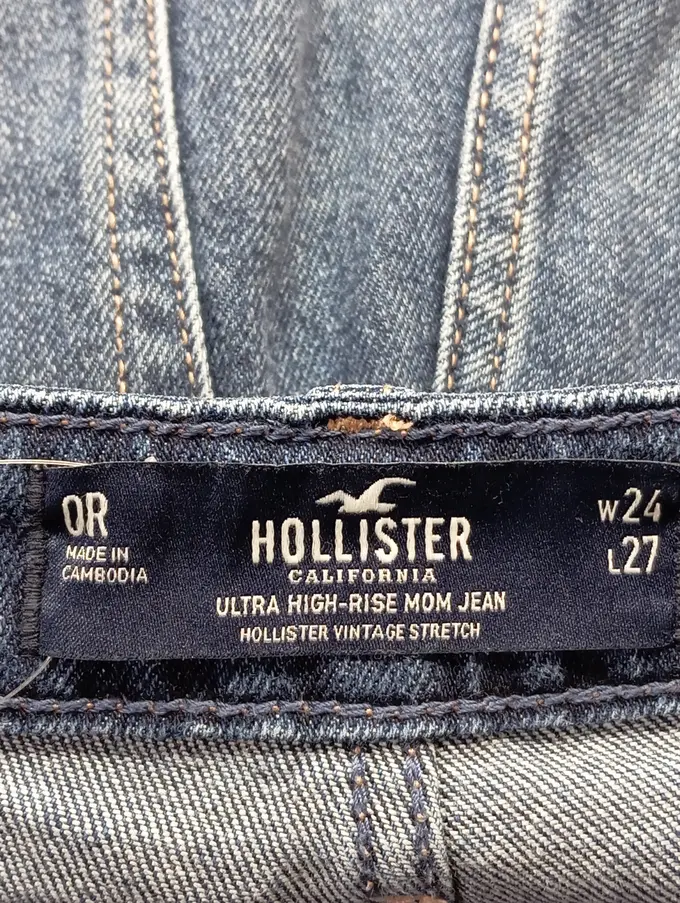 0R
MADE IN
CAMBODIA
HOLLISTER
CALIFORNIA
ULTRA HIGH-RISE MOM JEAN
HOLLISTER VINTAGE STRETCH
W24
L27